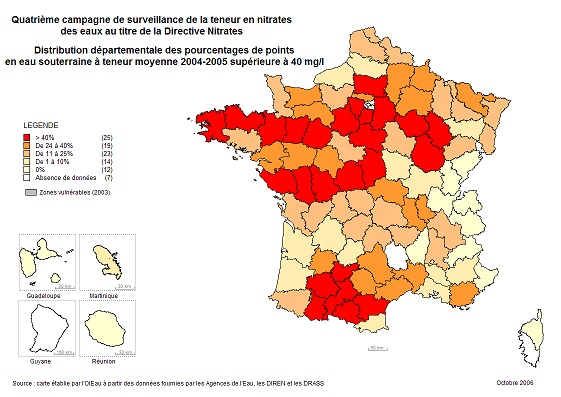 Quatrième campagne de surveillance de la teneur en nitrates
des eaux au titre de la Directive Nitrates
Distribution départementale des pourcentages de points
en eau souterraine à teneur moyenne 2004-2005 supérieure à 40 mg/l
LEGENDE
> 40% (25)
De 24 à 40% (19)
De 11 à 25% (23)
De 1 à 10% (14)
0% (12)
Absence de données (7)
Zones vulnérables (2003)
Guadeloupe
Martinique
Guyane
Réunion
Source : carte établie par l'OIEau à partir des données fournies par les Agences de l'Eau, les DIREN et les DRASS
Octobre 2006